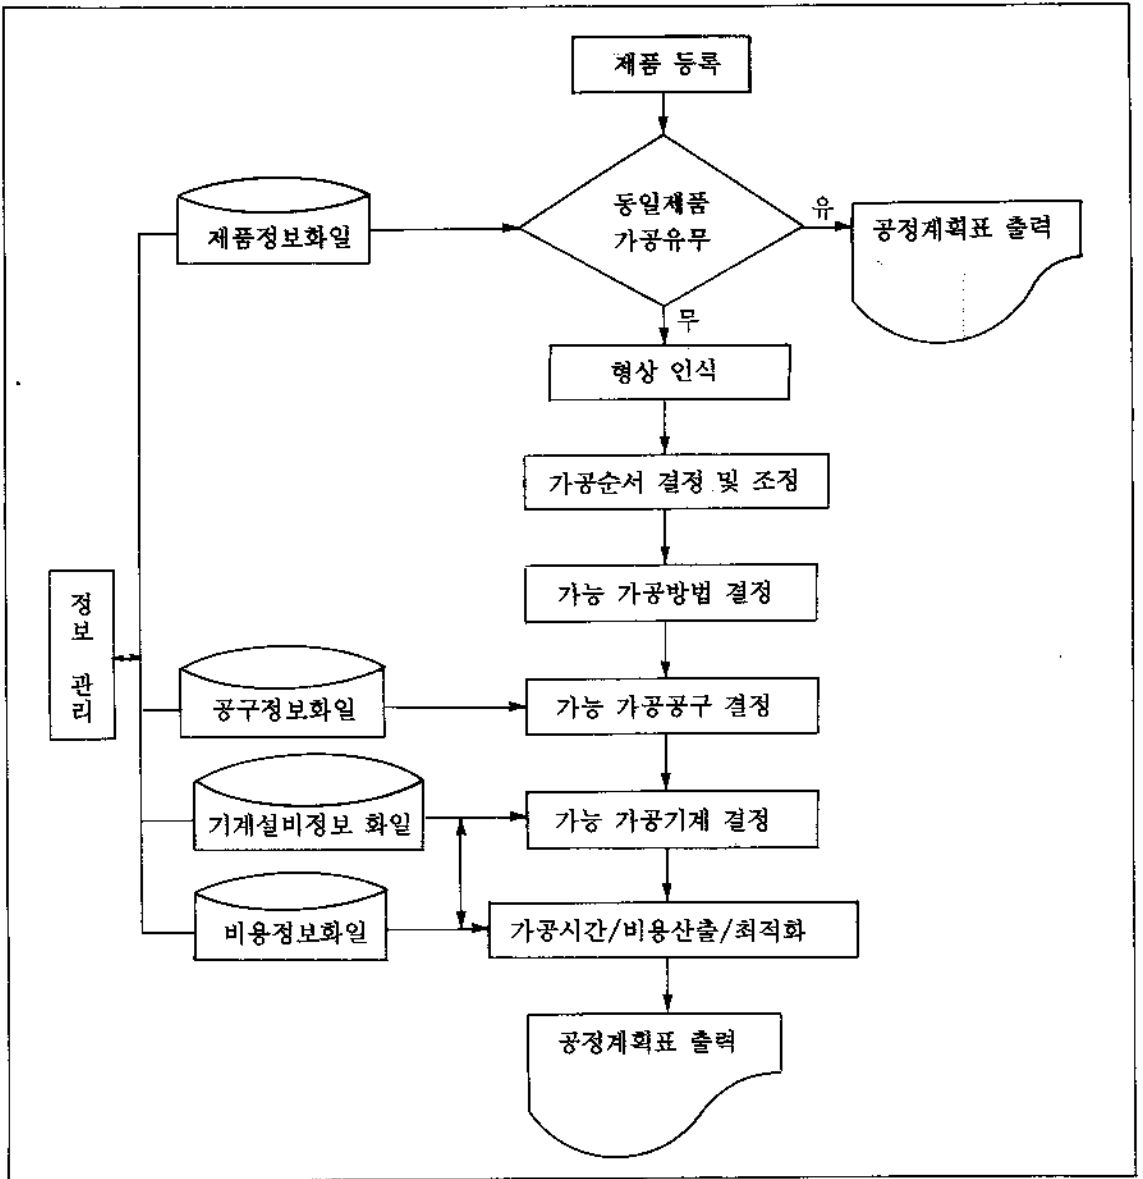 제품 등록
동일제품
가공유무
유
공정계획표 출력
제품정보화일
무
형상 인식
가공순서 결정 및 조정
가능 가공방법 결정
정보 관리
공구정보화일
가능 가공공구 결정
기계설비정보 화일
가능 가공기계 결정
비용정보화일
가공시간/비용산출/최적화
공정계획표 출력